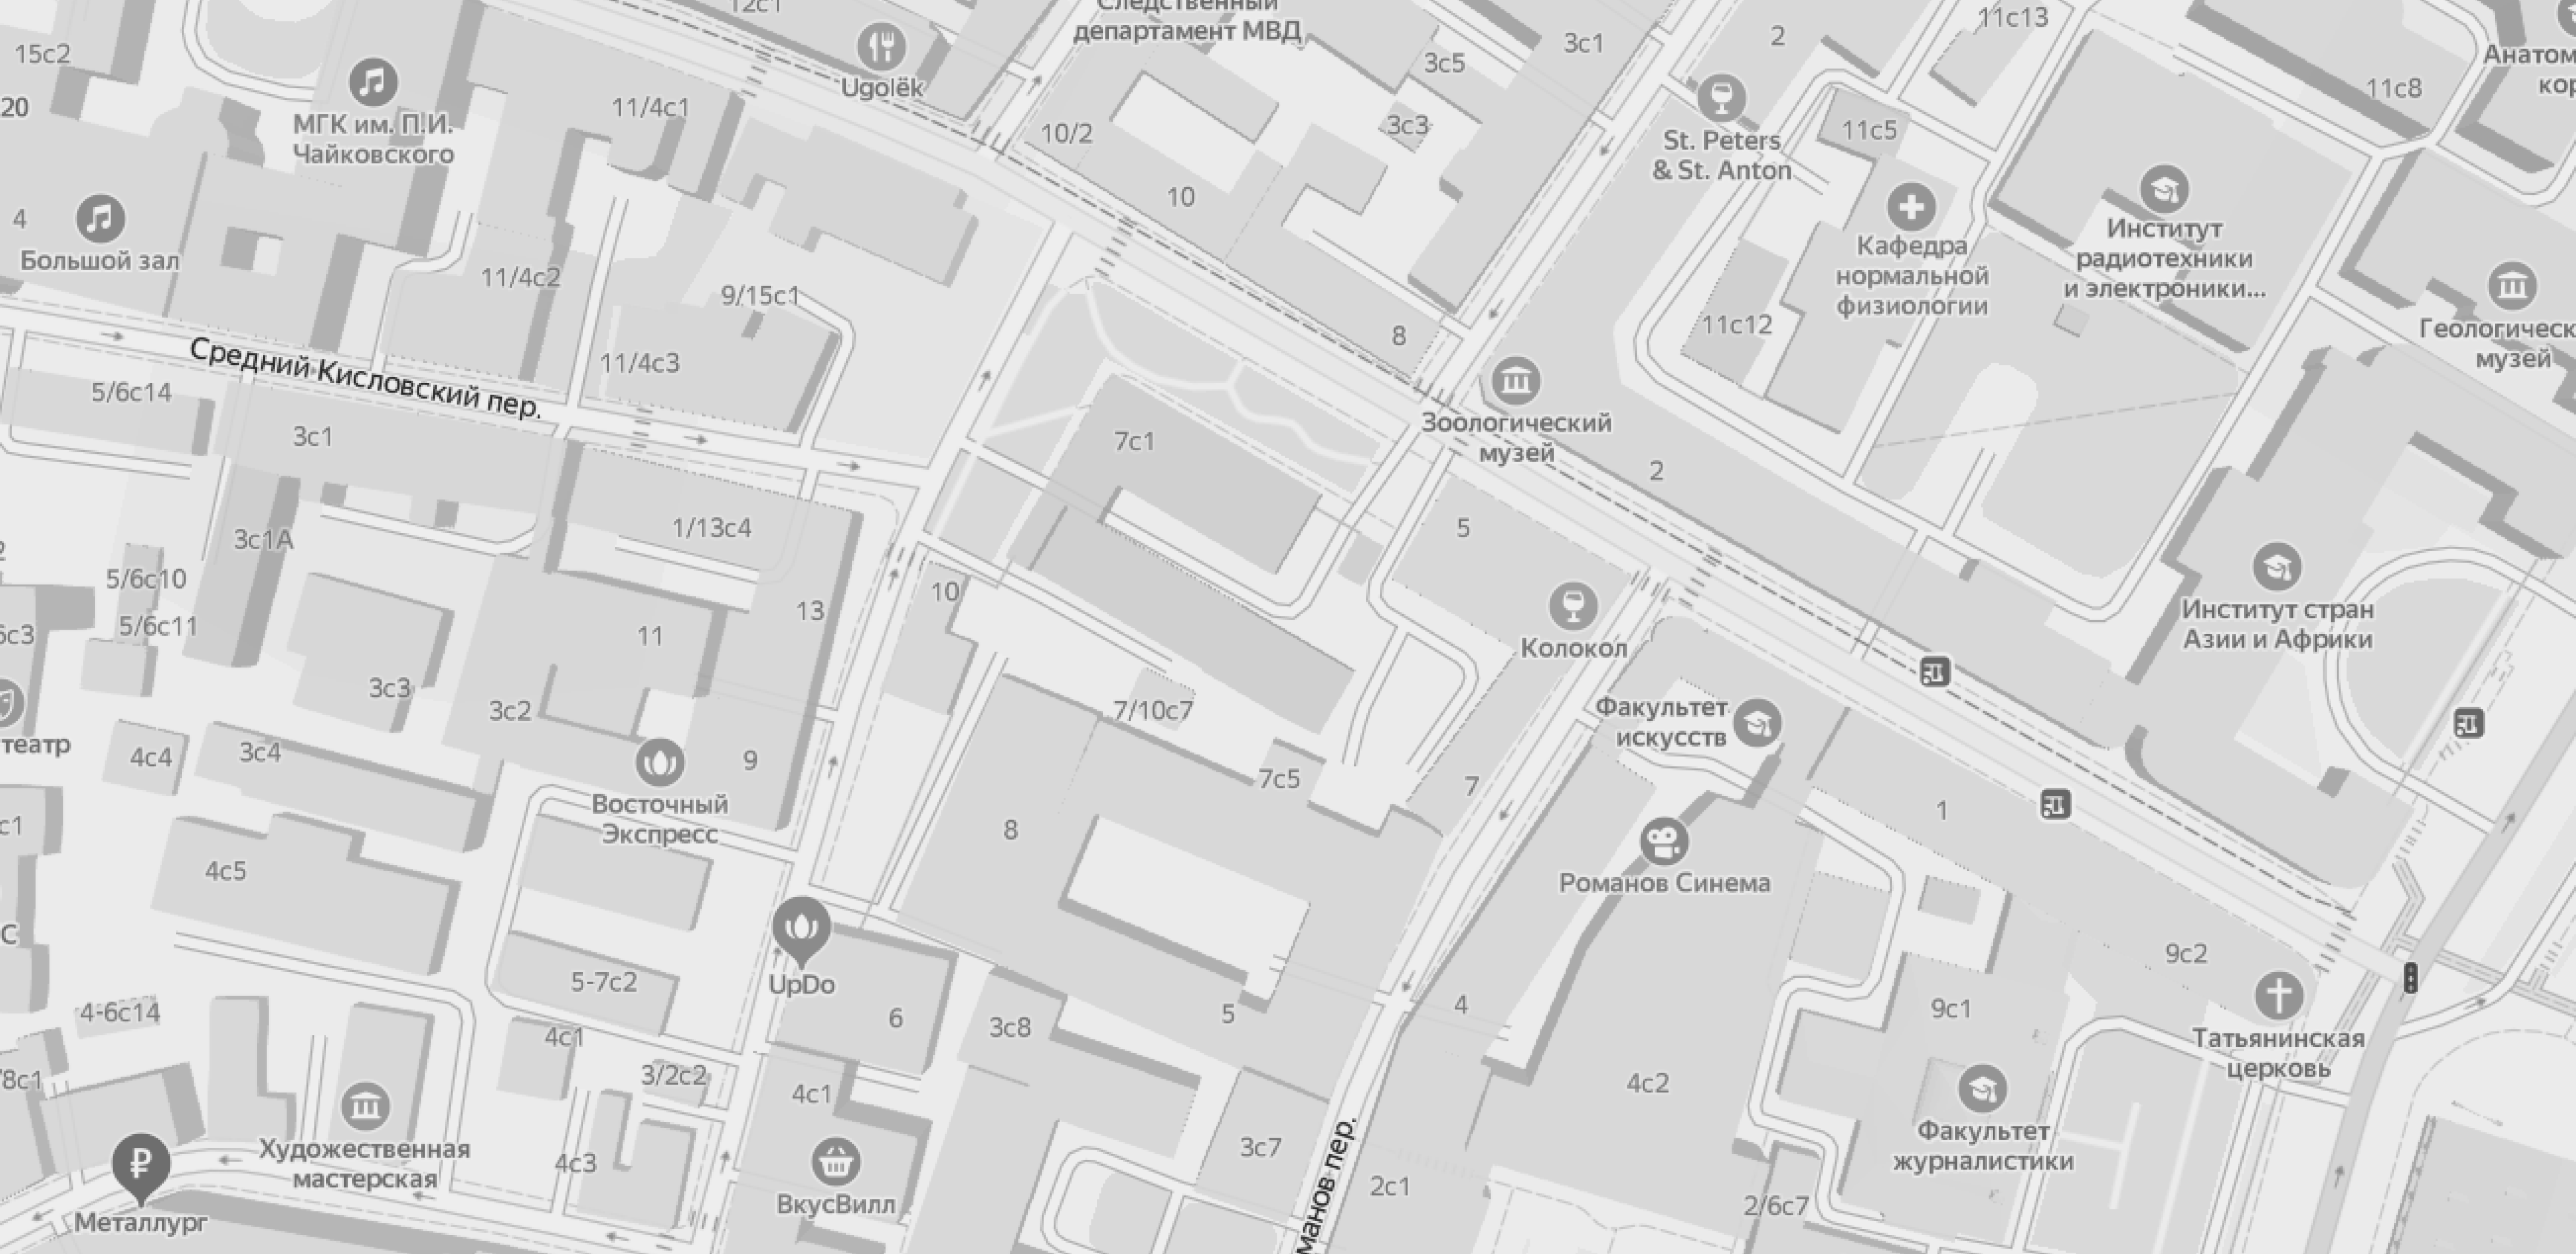 12с1
Следственный
департамент МВД
15с2
20
МГК им. П.И.
Чайковского
11/4с1
Ugolёk
10/2
3с5
3с3
3с1
2
St. Peters
& St. Anton
11с13
11с5
11с8
4
Большой зал
11/4с2
9/15с1
11/4с3
10
8
11с12
Кафедра
нормальной
физиологии
Институт
радиотехники
и электроники...
Средний Кисловский пер.
5/6с14
3с1
7с1
Зоологический
музей
2
3с1А
1/13с4
5
5/6с10
5/6с11
10
13
11
Колокол
Институт стран
Азии и Африки
3с3
3с2
7/10с7
Факультет
искусств
театр
4с4
3с4
9
Восточный
Экспресс
7с5
7
1
8
4с5
Романов Синема
5-7с2
UpDo
6
3с8
5
4
9с2
9с1
Татьянинская
церковь
4-6с14
4с1
3/2с2
4с1
4с2
Художественная
мастерская
4с3
3с7
Факультет
журналистики
Металлург
ВкусВилл
2с1
2/6с7
музей